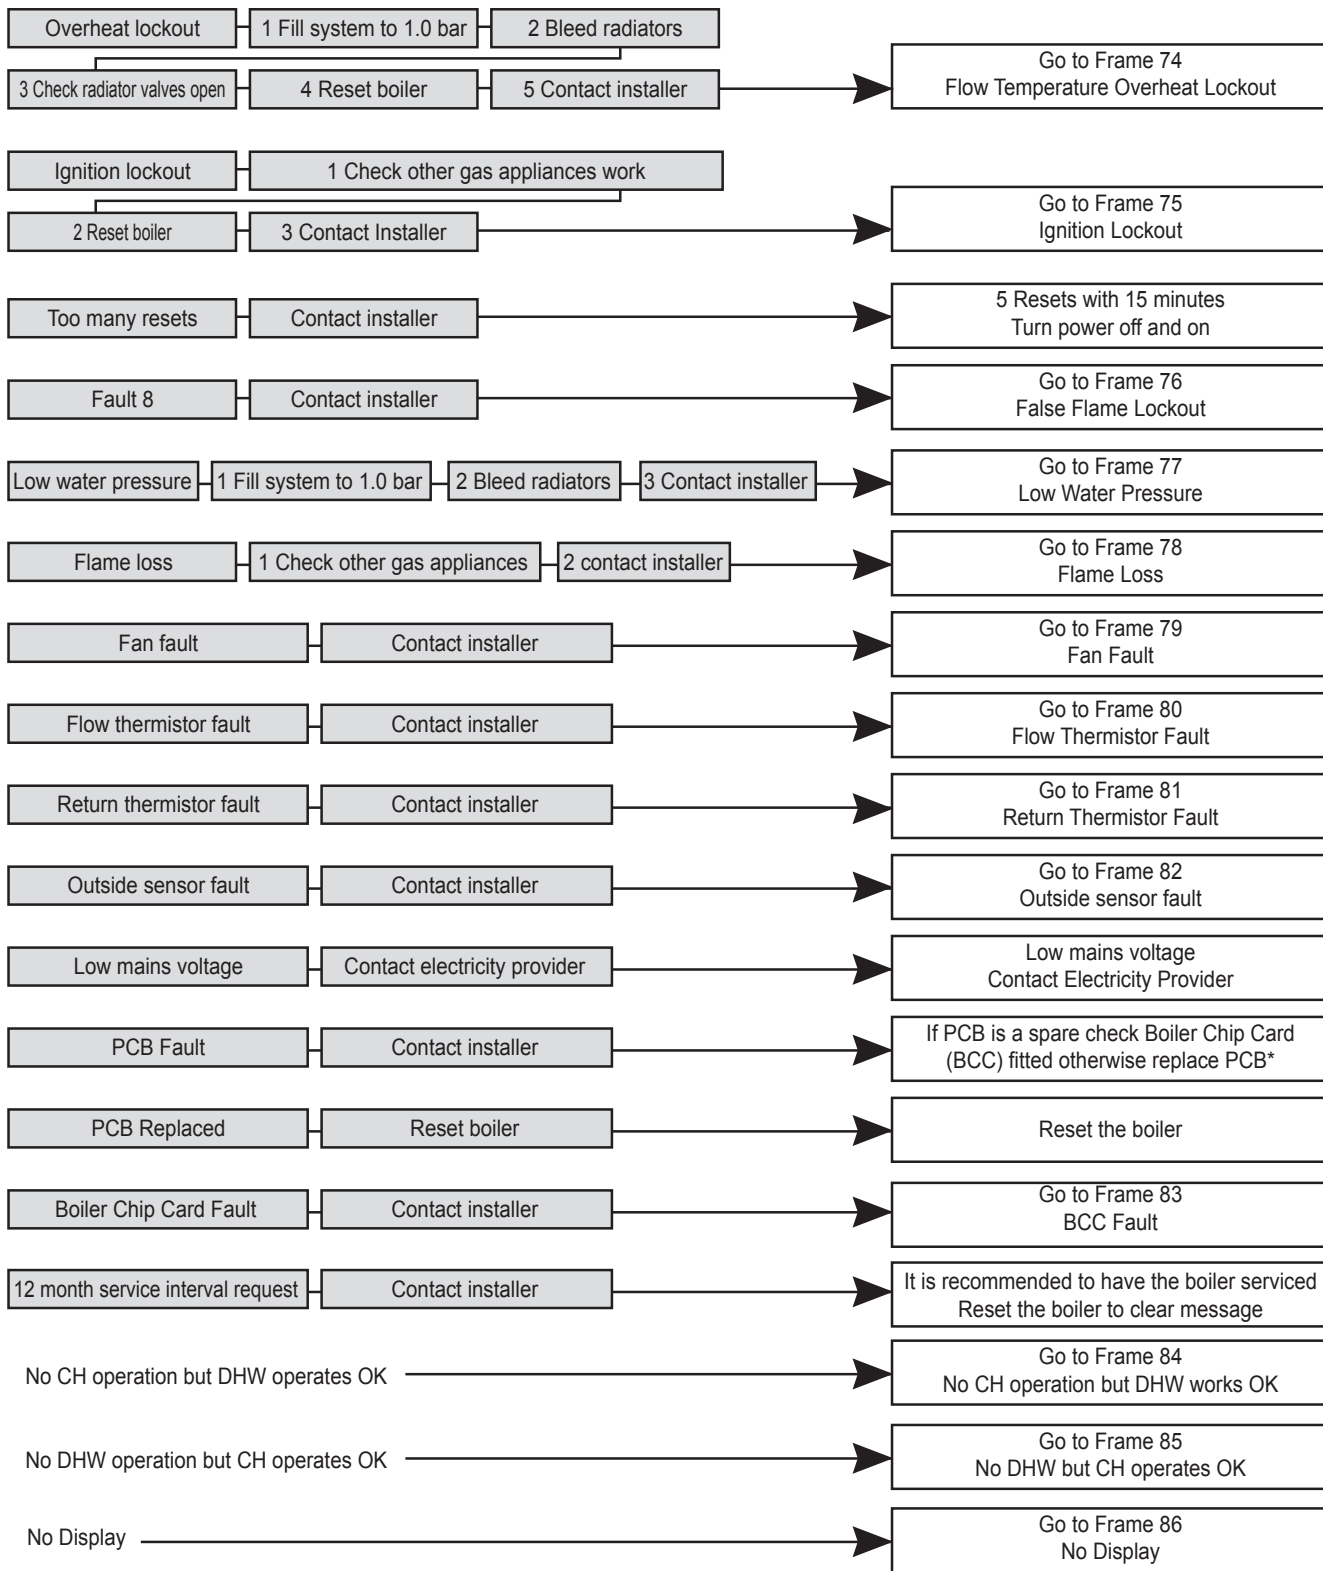 Overheat lockout
1 Fill system to 1.0 bar
2 Bleed radiators
3 Check radiator valves open
4 Reset boiler
5 Contact installer
Go to Frame 74
Flow Temperature Overheat Lockout
Ignition lockout
1 Check other gas appliances work
2 Reset boiler
3 Contact Installer
Go to Frame 75
Ignition Lockout
Too many resets
Contact installer
5 Resets with 15 minutes
Turn power off and on
Fault 8
Contact installer
Go to Frame 76
False Flame Lockout
Low water pressure
1 Fill system to 1.0 bar
2 Bleed radiators
3 Contact installer
Go to Frame 77
Low Water Pressure
Flame loss
1 Check other gas appliances
2 contact installer
Go to Frame 78
Flame Loss
Fan fault
Contact installer
Go to Frame 79
Fan Fault
Flow thermistor fault
Contact installer
Go to Frame 80
Flow Thermistor Fault
Return thermistor fault
Contact installer
Go to Frame 81
Return Thermistor Fault
Outside sensor fault
Contact installer
Go to Frame 82
Outside sensor fault
Low mains voltage
Contact electricity provider
Low mains voltage
Contact Electricity Provider
PCB Fault
Contact installer
If PCB is a spare check Boiler Chip Card
(BCC) fitted otherwise replace PCB*
PCB Replaced
Reset boiler
Reset the boiler
Boiler Chip Card Fault
Contact installer
Go to Frame 83
BCC Fault
12 month service interval request
Contact installer
It is recommended to have the boiler serviced
Reset the boiler to clear message
No CH operation but DHW operates OK
Go to Frame 84
No CH operation but DHW works OK
No DHW operation but CH operates OK
Go to Frame 85
No DHW but CH operates OK
No Display
Go to Frame 86
No Display